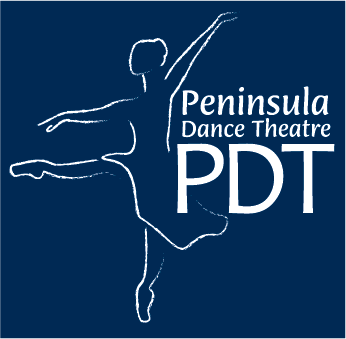 Peninsula
Dance Theatre
PDT